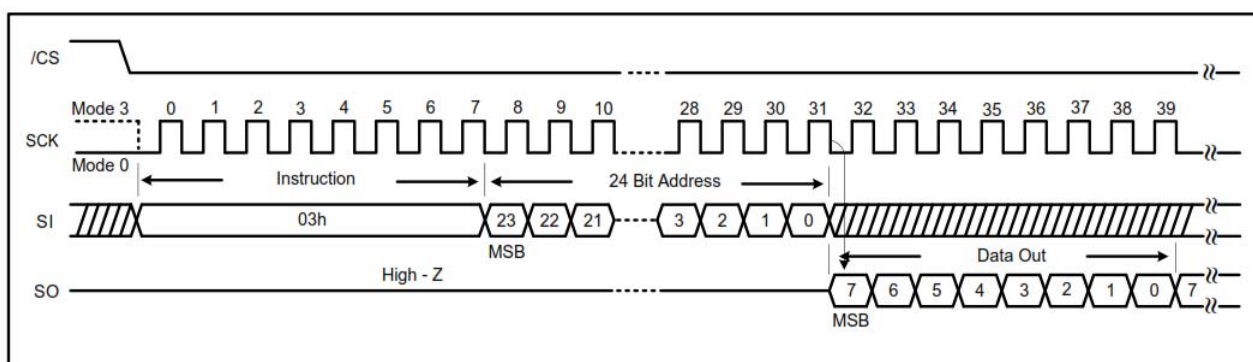 /CS
Mode 3 0 1 2 3 4 5 6 7 8 9 10 28 29 30 31 32 33 34 35 36 37 38 39
SCK
Mode 0
Instruction 24 Bit Address
SI 03h 23 22 21 3 2 1 0
MSB Data Out
High - Z
SO 7 6 5 4 3 2 1 0 7
MSB